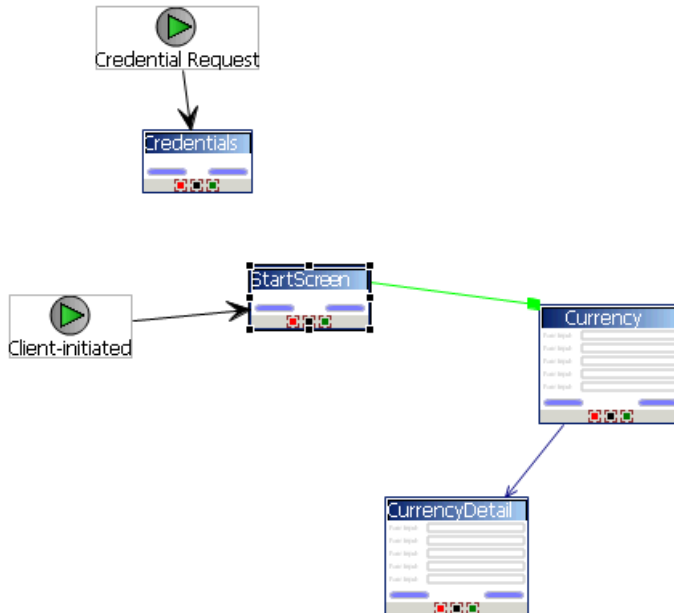 Credential Request
Credentials
StartScreen
Client-initiated
Currency
CurrencyDetail